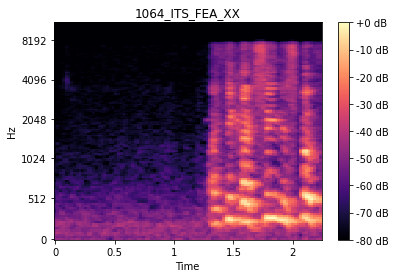 1064_ITS_FEA_XX
8192
4096
2048
1024
512
0
Hz
0
0.5
1
1.5
2
Time
+0 dB
-10 dB
-20 dB
-30 dB
-40 dB
-50 dB
-60 dB
-70 dB
-80 dB